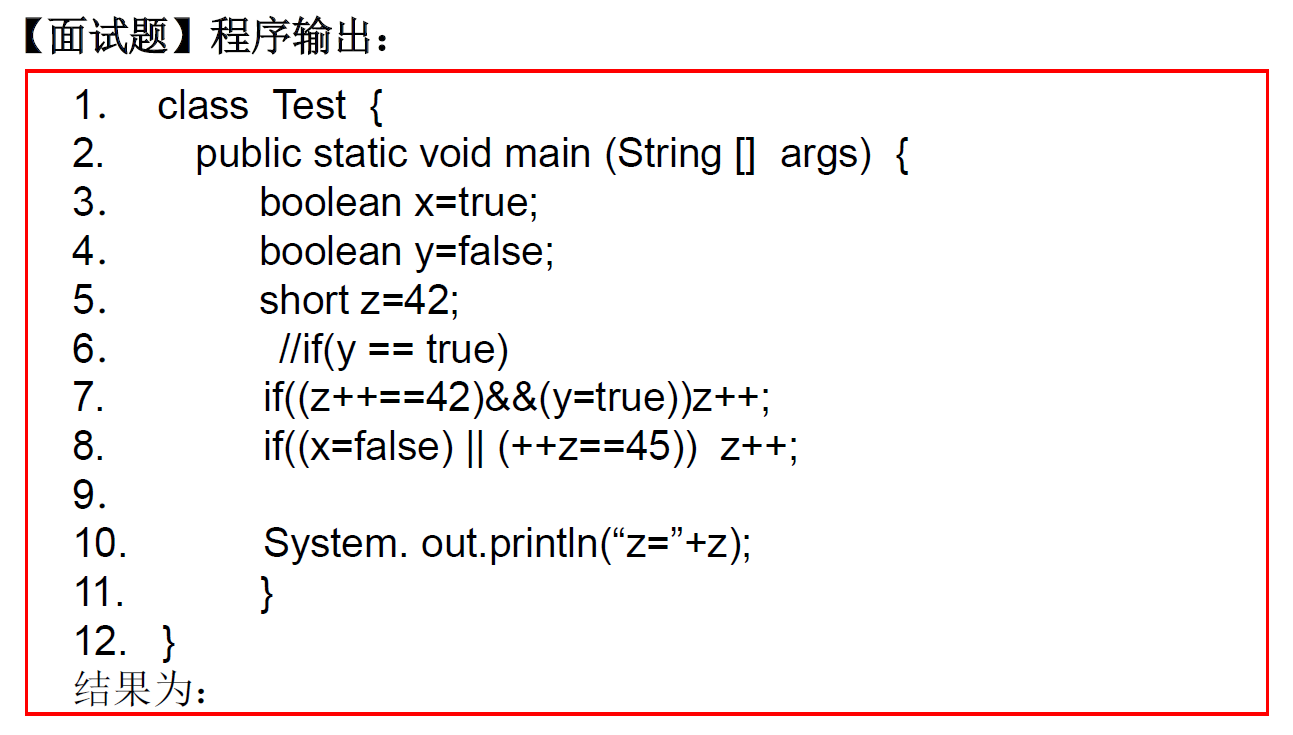 【面试题】程序输出：
1. class Test {
2. public static void main (String [] args) {
3. boolean x=true;
4. boolean y=false;
5. short z=42;
6. //if(y == true)
7. if((z++==42)&&(y=true))z++;
8. if((x=false) || (++z==45)) z++;
9.
10. System. out.println(“z=”+z);
11. }
12. }
结果为：